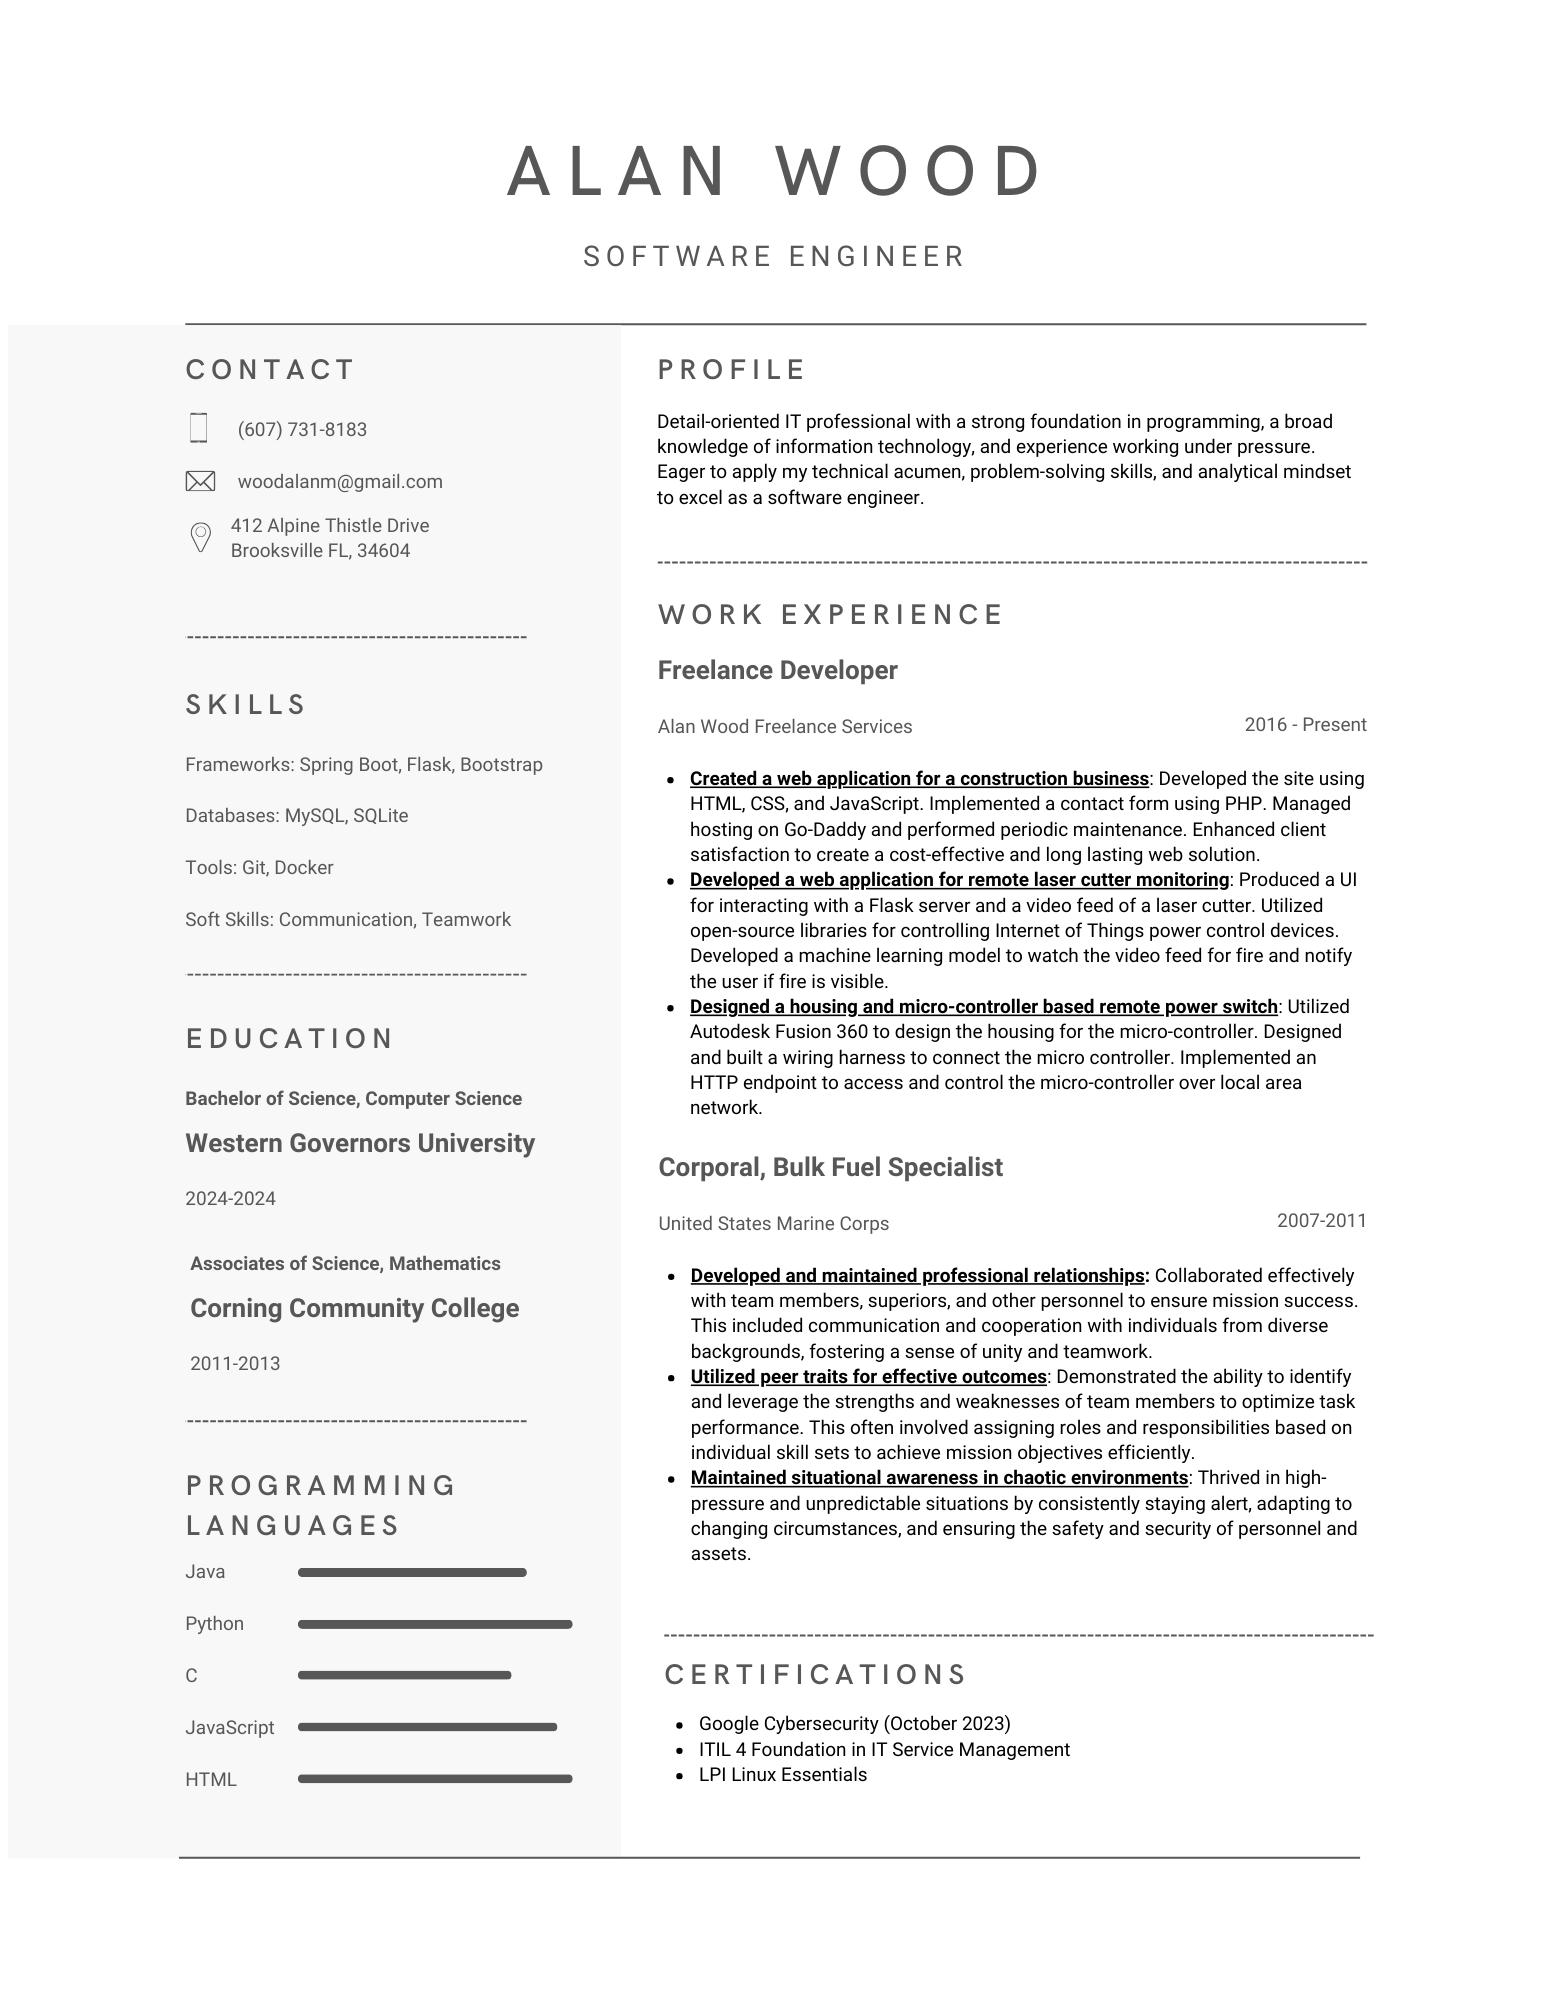 ALAN WOOD
SOFTWARE ENGINEER
CONTACT
(607) 731-8183
woodalanm@gmail.com
412 Alpine Thistle Drive
Brooksville FL, 34604
SKILLS
Frameworks: Spring Boot, Flask, Bootstrap
Databases: MySQL, SQLite
Tools: Git, Docker
Soft Skills: Communication, Teamwork
EDUCATION
Bachelor of Science, Computer Science
Western Governors University
2024-2024
Associates of Science, Mathematics
Corning Community College
2011-2013
PROGRAMMING
LANGUAGES
Java
Python
C
JavaScript
HTML
PROFILE
Detail-oriented IT professional with a strong foundation in programming, a broad
knowledge of information technology, and experience working under pressure.
Eager to apply my technical acumen, problem-solving skills, and analytical mindset
to excel as a software engineer.
WORK EXPERIENCE
Freelance Developer
Alan Wood Freelance Services 2016 - Present
• Created a web application for a construction business: Developed the site using
HTML, CSS, and JavaScript. Implemented a contact form using PHP. Managed
hosting on Go-Daddy and performed periodic maintenance. Enhanced client
satisfaction to create a cost-effective and long lasting web solution.
• Developed a web application for remote laser cutter monitoring: Produced a UI
for interacting with a Flask server and a video feed of a laser cutter. Utilized
open-source libraries for controlling Internet of Things power control devices.
Developed a machine learning model to watch the video feed for fire and notify
the user if fire is visible.
• Designed a housing and micro-controller based remote power switch: Utilized
Autodesk Fusion 360 to design the housing for the micro-controller. Designed
and built a wiring harness to connect the micro controller. Implemented an
HTTP endpoint to access and control the micro-controller over local area
network.
Corporal, Bulk Fuel Specialist
United States Marine Corps 2007-2011
• Developed and maintained professional relationships: Collaborated effectively
with team members, superiors, and other personnel to ensure mission success.
This included communication and cooperation with individuals from diverse
backgrounds, fostering a sense of unity and teamwork.
• Utilized peer traits for effective outcomes: Demonstrated the ability to identify
and leverage the strengths and weaknesses of team members to optimize task
performance. This often involved assigning roles and responsibilities based on
individual skill sets to achieve mission objectives efficiently.
• Maintained situational awareness in chaotic environments: Thrived in high-
pressure and unpredictable situations by consistently staying alert, adapting to
changing circumstances, and ensuring the safety and security of personnel and
assets.
CERTIFICATIONS
• Google Cybersecurity (October 2023)
• ITIL 4 Foundation in IT Service Management
• LPI Linux Essentials